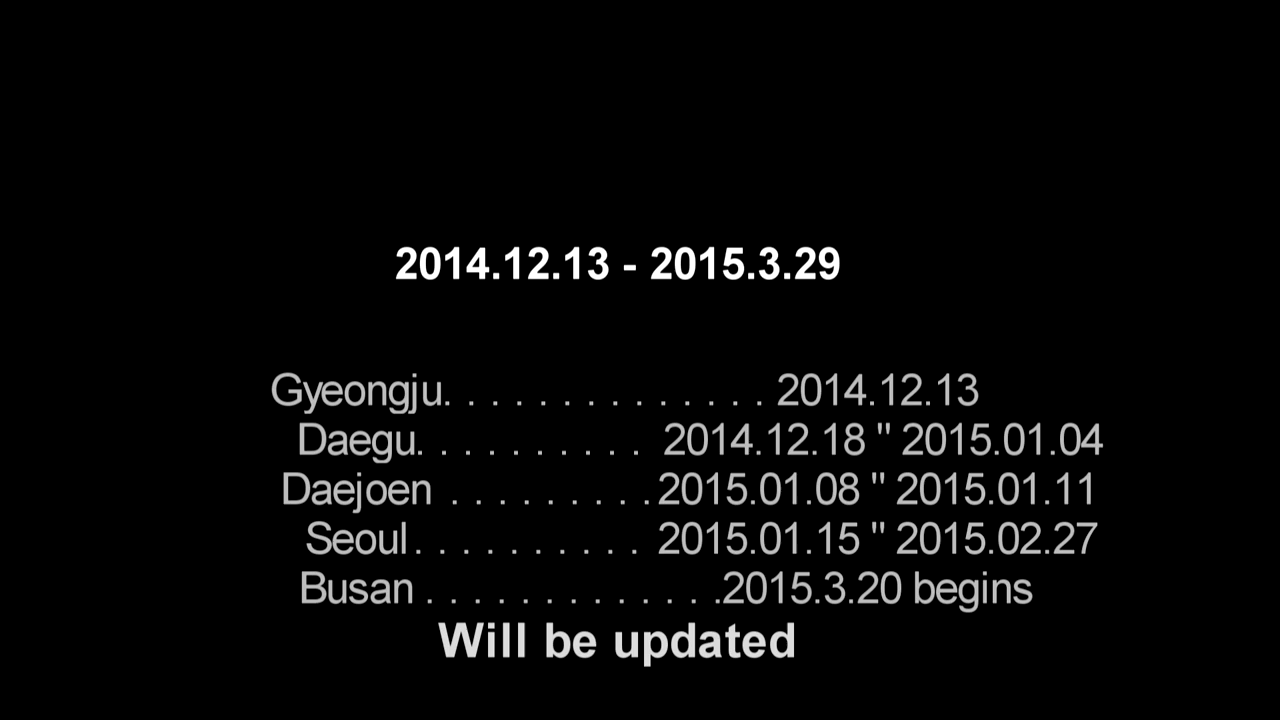 2014.12.13 - 2015.3.29
Gyeongju. . . . . . . . . . . . . . 2014.12.13
Daegu. . . . . . . . . . 2014.12.18 " 2015.01.04
Daejoen . . . . . . . . .2015.01.08 " 2015.01.11
Seoul. . . . . . . . . . 2015.01.15 " 2015.02.27
Busan . . . . . . . . . . . . .2015.3.20 begins
Will be updated